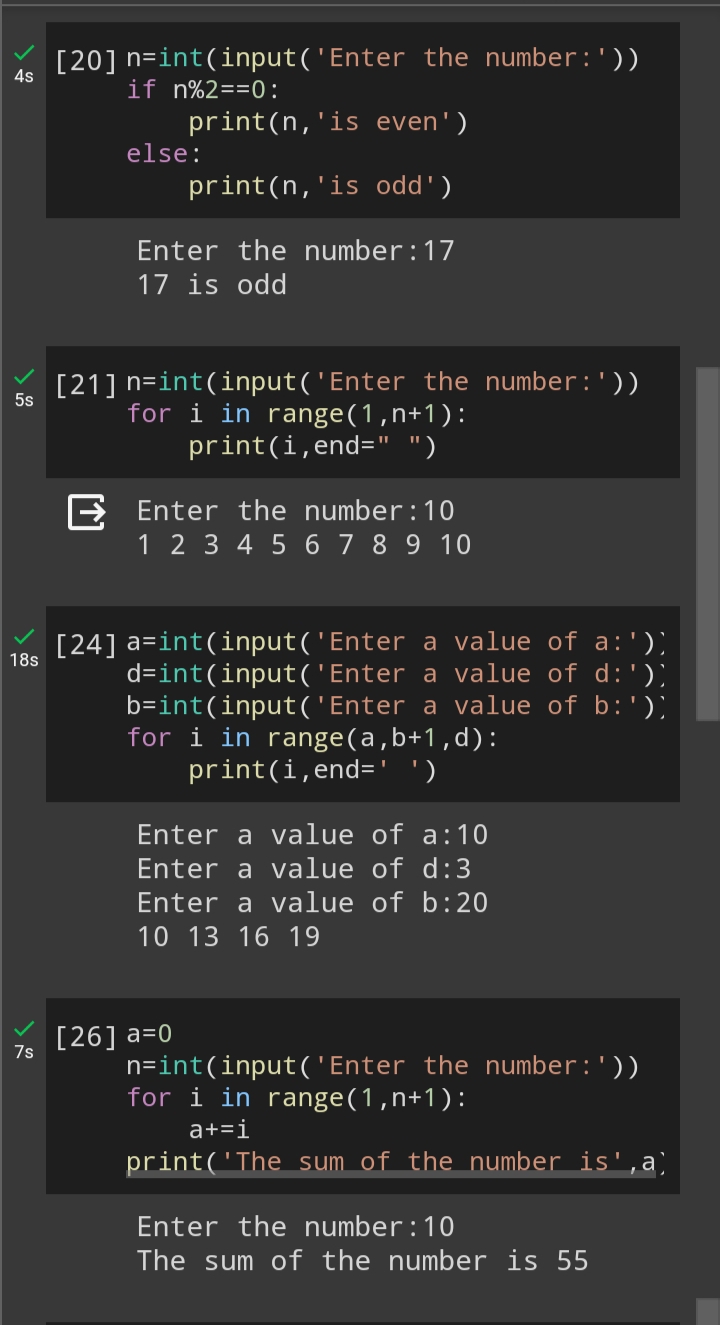 [20] n=int(input('Enter the number:'))
4s
if n%2==0:
    print(n,'is even')
else:
    print(n,'is odd')
Enter the number:17
17 is odd
[21] n=int(input('Enter the number:'))
5s
for i in range(1,n+1):
    print(i,end=" ")
Enter the number:10
1 2 3 4 5 6 7 8 9 10
[24] a=int(input('Enter a value of a:'))
18s
d=int(input('Enter a value of d:'))
b=int(input('Enter a value of b:'))
for i in range(a,b+1,d):
    print(i,end=' ')
Enter a value of a:10
Enter a value of d:3
Enter a value of b:20
10 13 16 19
[26] a=0
7s
n=int(input('Enter the number:'))
for i in range(1,n+1):
    a+=i
print('The sum of the number is',a)
Enter the number:10
The sum of the number is 55